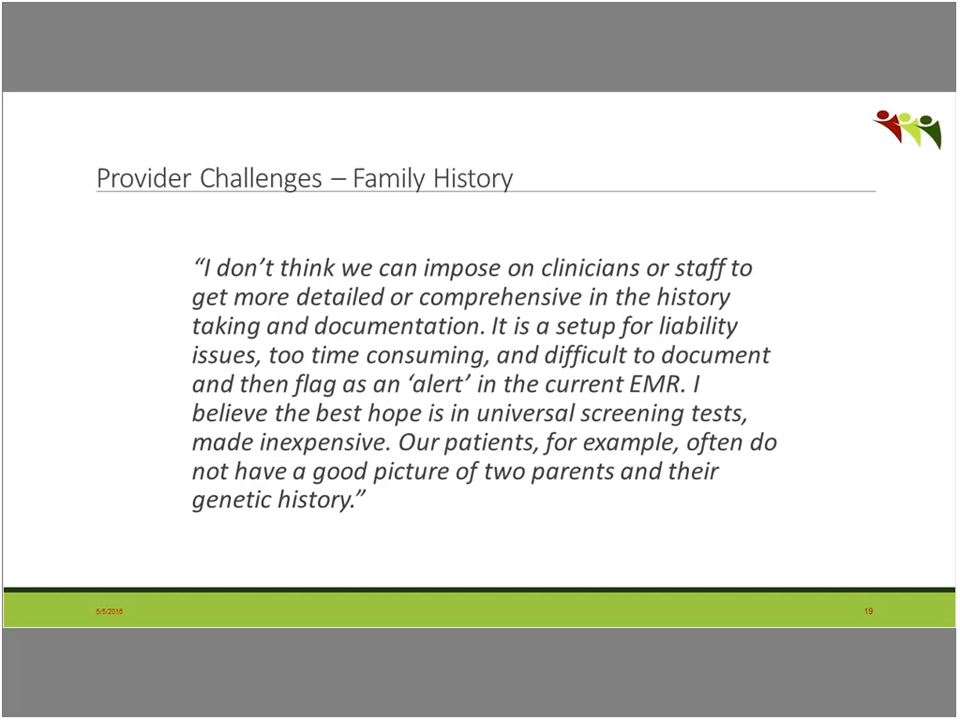 Provider Challenges – Family History
“I don’t think we can impose on clinicians or staff to
get more detailed or comprehensive in the history
taking and documentation. It is a setup for liability
issues, too time consuming, and difficult to document
and then flag as an ‘alert’ in the current EMR. I
believe the best hope is in universal screening tests,
made inexpensive. Our patients, for example, often do
not have a good picture of two parents and their
genetic history.”
5/5/2016
19